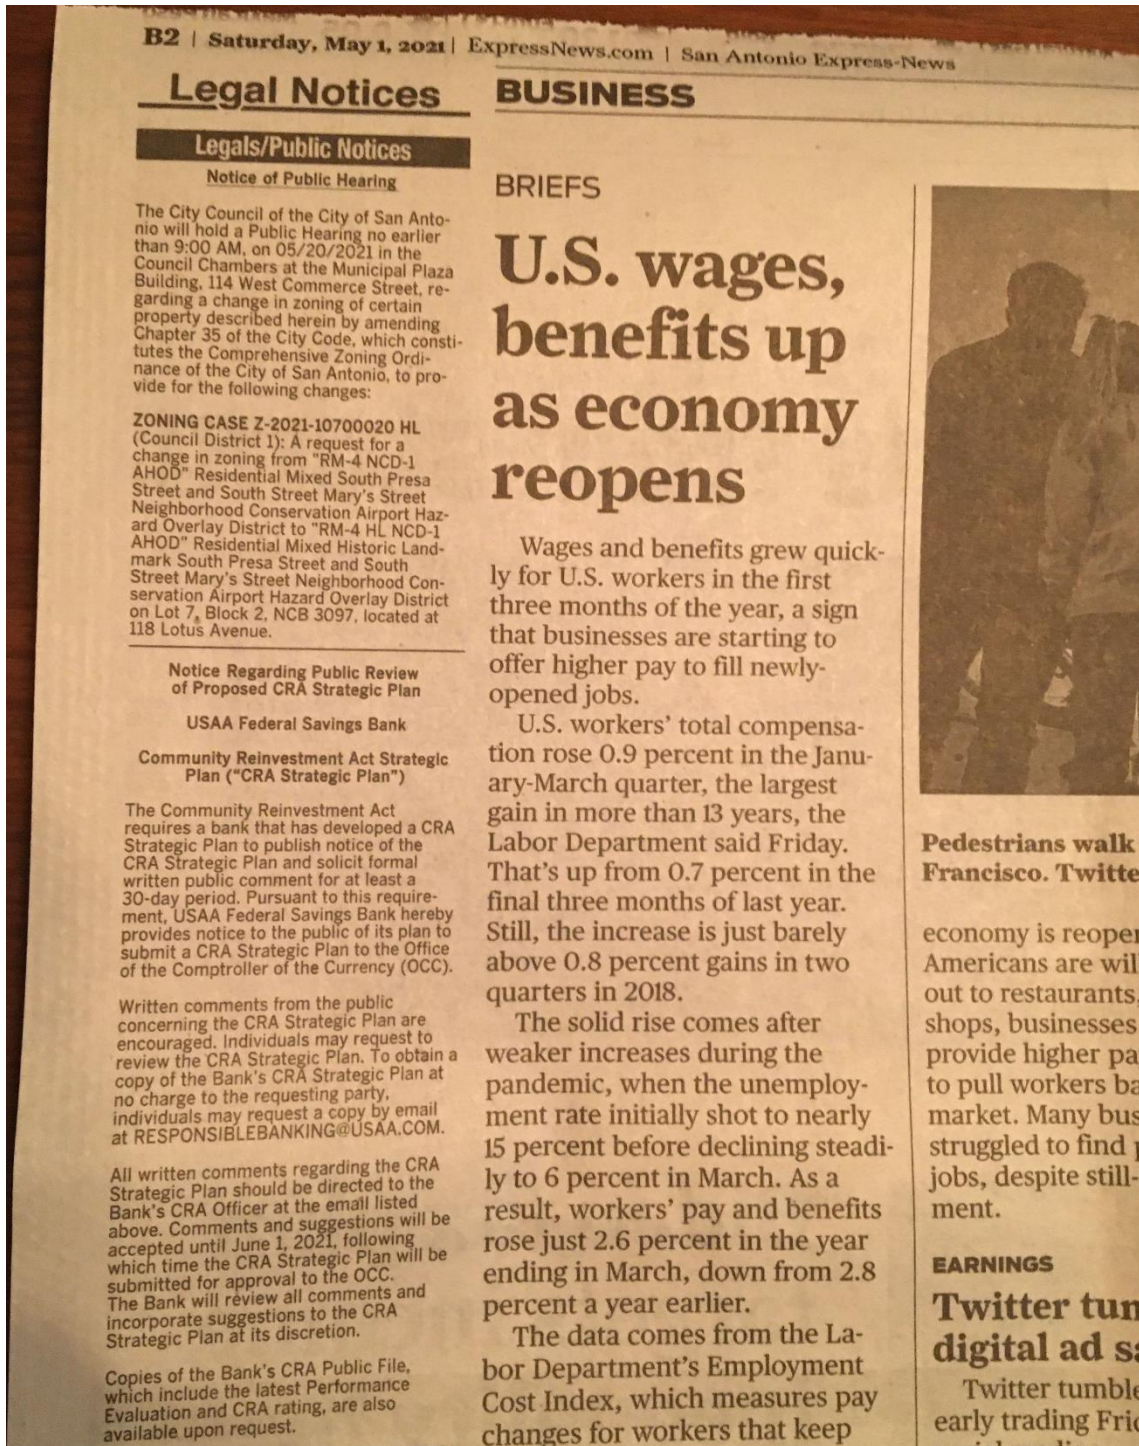 B2 | Saturday, May 1, 2021 | ExpressNews.com | San Antonio Express-News
Legal Notices
Legals/Public Notices
Notice of Public Hearing
The City Council of the City of San Anto-
nio will hold a Public Hearing no earlier
than 9:00 AM, on 05/20/2021 in the
Council Chambers at the Municipal Plaza
Building, 114 West Commerce Street, re-
garding a change in zoning of certain
property described herein by amending
Chapter 35 of the City Code, which consti-
tutes the Comprehensive Zoning Ordi-
nance of the City of San Antonio, to pro-
vide for the following changes:
ZONING CASE Z-2021-10700020 HL
(Council District 1): A request for a
change in zoning from "RM-4 NCD-1
AHOD" Residential Mixed South Presa
Street and South Street Mary's Street
Neighborhood Conservation Airport Haz-
ard Overlay District to "RM-4 HL NCD-1
AHOD" Residential Mixed Historic Land-
mark South Presa Street and South
Street Mary's Street Neighborhood Con-
servation Airport Hazard Overlay District
on Lot 7, Block 2, NCB 3097, located at
118 Lotus Avenue.
Notice Regarding Public Review
of Proposed CRA Strategic Plan
USAA Federal Savings Bank
Community Reinvestment Act Strategic
Plan ("CRA Strategic Plan")
The Community Reinvestment Act
requires a bank that has developed a CRA
Strategic Plan to publish notice of the
CRA Strategic Plan and solicit formal
written public comment for at least a
30-day period. Pursuant to this require-
ment, USAA Federal Savings Bank hereby
provides notice to the public of its plan to
submit a CRA Strategic Plan to the Office
of the Comptroller of the Currency (OCC).
Written comments from the public
concerning the CRA Strategic Plan are
encouraged. Individuals may request to
review the CRA Strategic Plan. To obtain a
copy of the Bank's CRA Strategic Plan at
no charge to the requesting party,
individuals may request a copy by email
at RESPONSIBLEBANKING@USAA.COM.
All written comments regarding the CRA
Strategic Plan should be directed to the
Bank's CRA Officer at the email listed
above. Comments and suggestions will be
accepted until June 1, 2021, following
which time the CRA Strategic Plan will be
submitted for approval to the OCC.
The Bank will review all comments and
incorporate suggestions to the CRA
Strategic Plan at its discretion.
Copies of the Bank's CRA Public File,
which include the latest Performance
Evaluation and CRA rating, are also
available upon request.
BUSINESS
BRIEFS
U.S. wages,
benefits up
as economy
reopens
Wages and benefits grew quick-
ly for U.S. workers in the first
three months of the year, a sign
that businesses are starting to
offer higher pay to fill newly-
opened jobs.
U.S. workers' total compensa-
tion rose 0.9 percent in the Janu-
ary-March quarter, the largest
gain in more than 13 years, the
Labor Department said Friday.
That's up from 0.7 percent in the
final three months of last year.
Still, the increase is just barely
above 0.8 percent gains in two
quarters in 2018.
The solid rise comes after
weaker increases during the
pandemic, when the unemploy-
ment rate initially shot to nearly
15 percent before declining steadi-
ly to 6 percent in March. As a
result, workers' pay and benefits
rose just 2.6 percent in the year
ending in March, down from 2.8
percent a year earlier.
The data comes from the La-
bor Department's Employment
Cost Index, which measures pay
changes for workers that keep
Pedestrians walk
Francisco. Twitte
economy is reope
Americans are wil
out to restaurants,
shops, businesses
provide higher pa
to pull workers ba
market. Many bus
struggled to find
jobs, despite still-
ment.
EARNINGS
Twitter tum
digital ad sa
Twitter tumble
early trading Fri